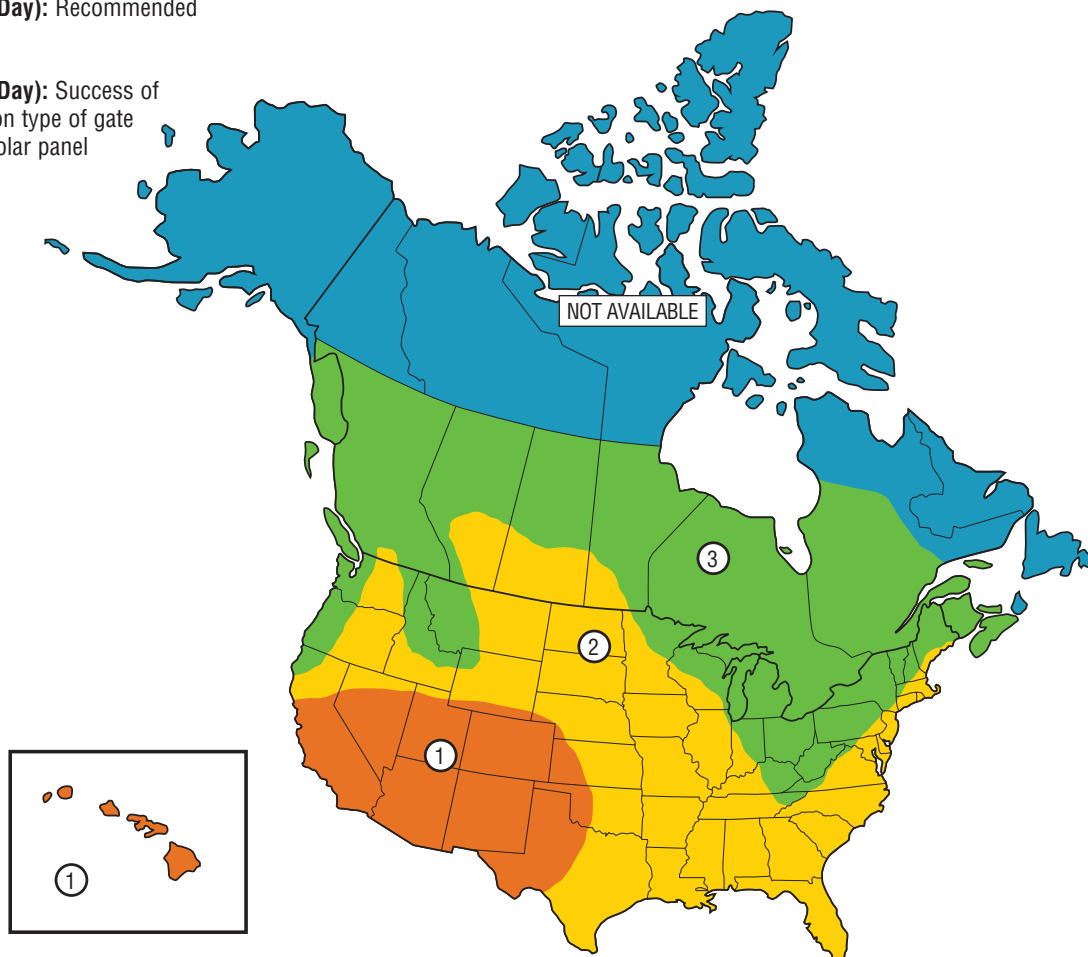 Day): Recommended
Day): Success of
on type of gate
olar panel
NOT AVAILABLE
3
2
1
1